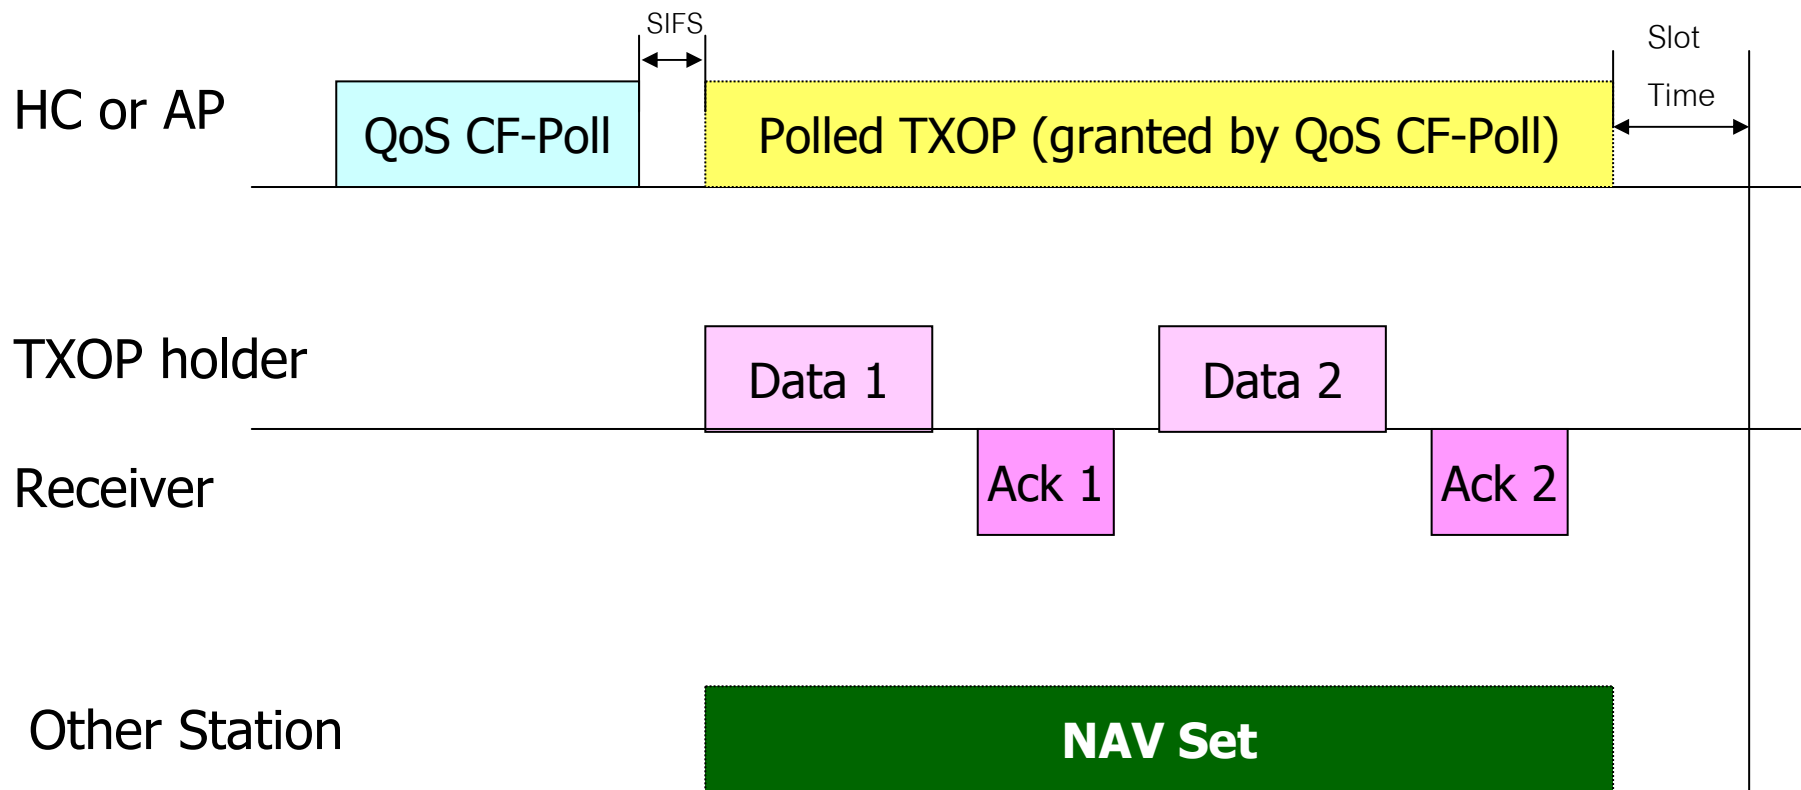 SIFS
Slot
Time
HC or AP
QoS CF-Poll
Polled TXOP (granted by QoS CF-Poll)
TXOP holder
Data 1
Data 2
Receiver
Ack 1
Ack 2
Other Station
NAV Set